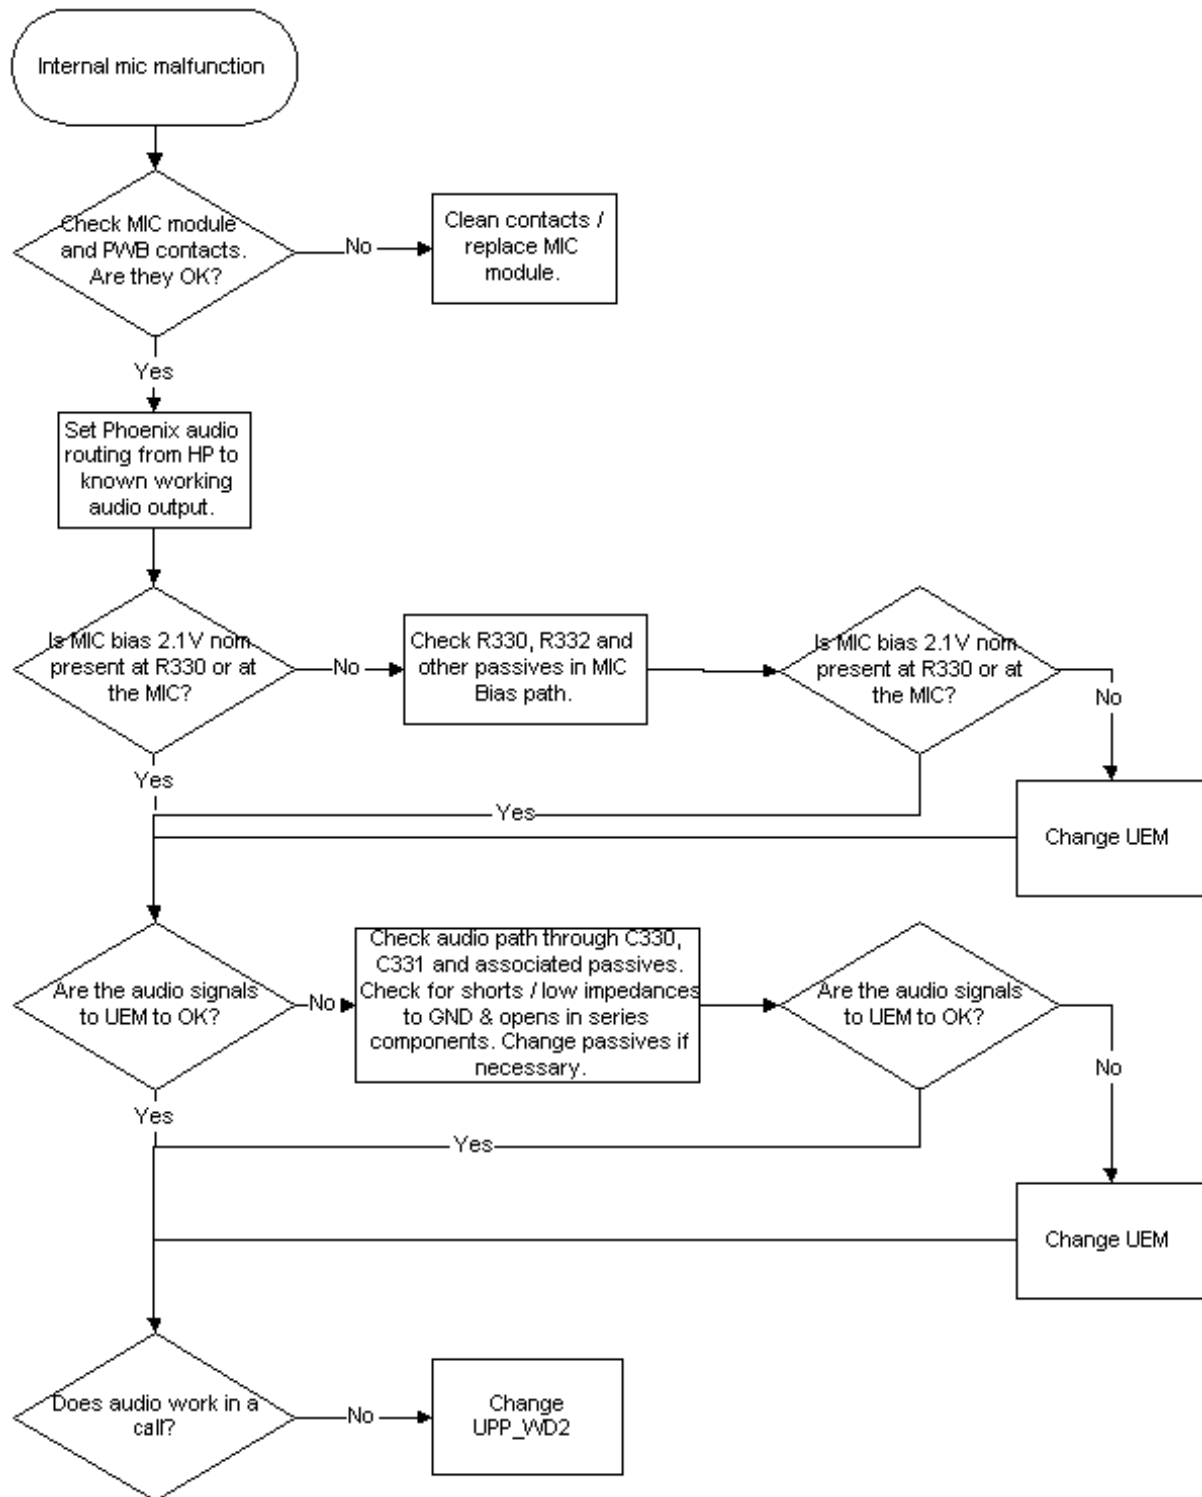 Internal mic malfunction
Check MIC module
and PWB contacts.
Are they OK?
No
Clean contacts /
replace MIC
module.
Yes
Set Phoenix audio
routing from HP to
known working
audio output.
Is MIC bias 2.1V nom
present at R330 or at
the MIC?
No
Check R330, R332 and
other passives in MIC
Bias path.
Is MIC bias 2.1V nom
present at R330 or at
the MIC?
No
Yes
Yes
Change UEM
Are the audio signals
to UEM to OK?
No
Check audio path through C330,
C331 and associated passives.
Check for shorts / low impedances
to GND & opens in series
components. Change passives if
necessary.
Are the audio signals
to UEM to OK?
No
Yes
Yes
Change UEM
Does audio work in a
call?
No
Change
UPP_WD2